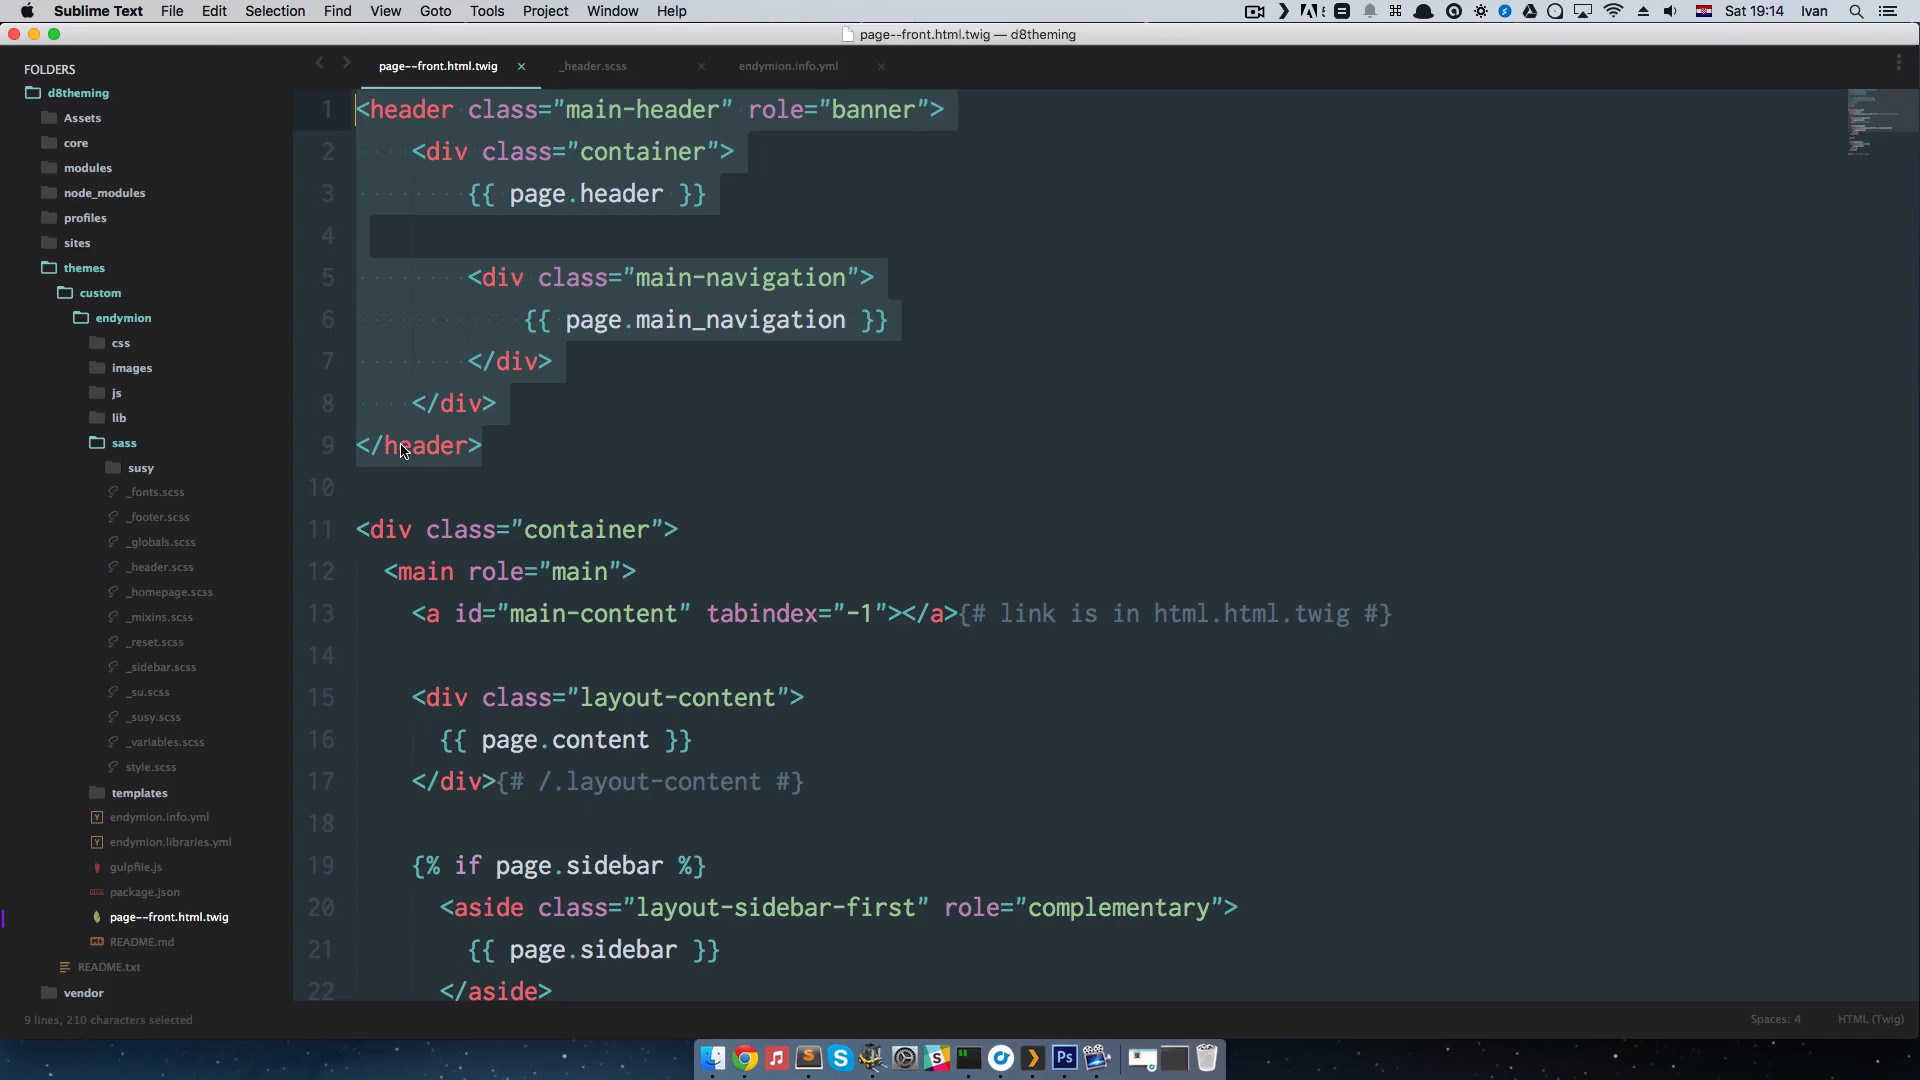 Sublime Text File Edit Selection Find View Goto Tools Project Window Help Sat 19:14 Ivan
page--front.html.twig — d8theming
FOLDERS
d8theming
Assets
core
modules
node_modules
profiles
sites
themes
custom
endymion
css
images
js
lib
sass
susy
_fonts.scss
_footer.scss
_globals.scss
_header.scss
_homepage.scss
_mixins.scss
_reset.scss
_sidebar.scss
_su.scss
_susy.scss
_variables.scss
style.scss
templates
endymion.info.yml
endymion.libraries.yml
gulpfile.js
package.json
page--front.html.twig
README.md
README.txt
vendor
page--front.html.twig × _header.scss × endymion.info.yml ×
1 <header class="main-header" role="banner">
2 <div class="container">
3 {{ page.header }}
4
5 <div class="main-navigation">
6 {{ page.main_navigation }}
7 </div>
8 </div>
9 </header>
10
11 <div class="container">
12 <main role="main">
13 <a id="main-content" tabindex="-1"></a>{# link is in html.html.twig #}
14
15 <div class="layout-content">
16 {{ page.content }}
17 </div>{# /.layout-content #}
18
19 {% if page.sidebar %}
20 <aside class="layout-sidebar-first" role="complementary">
21 {{ page.sidebar }}
22 </aside>
9 lines, 210 characters selected
Spaces: 4 HTML (Twig)
Ps